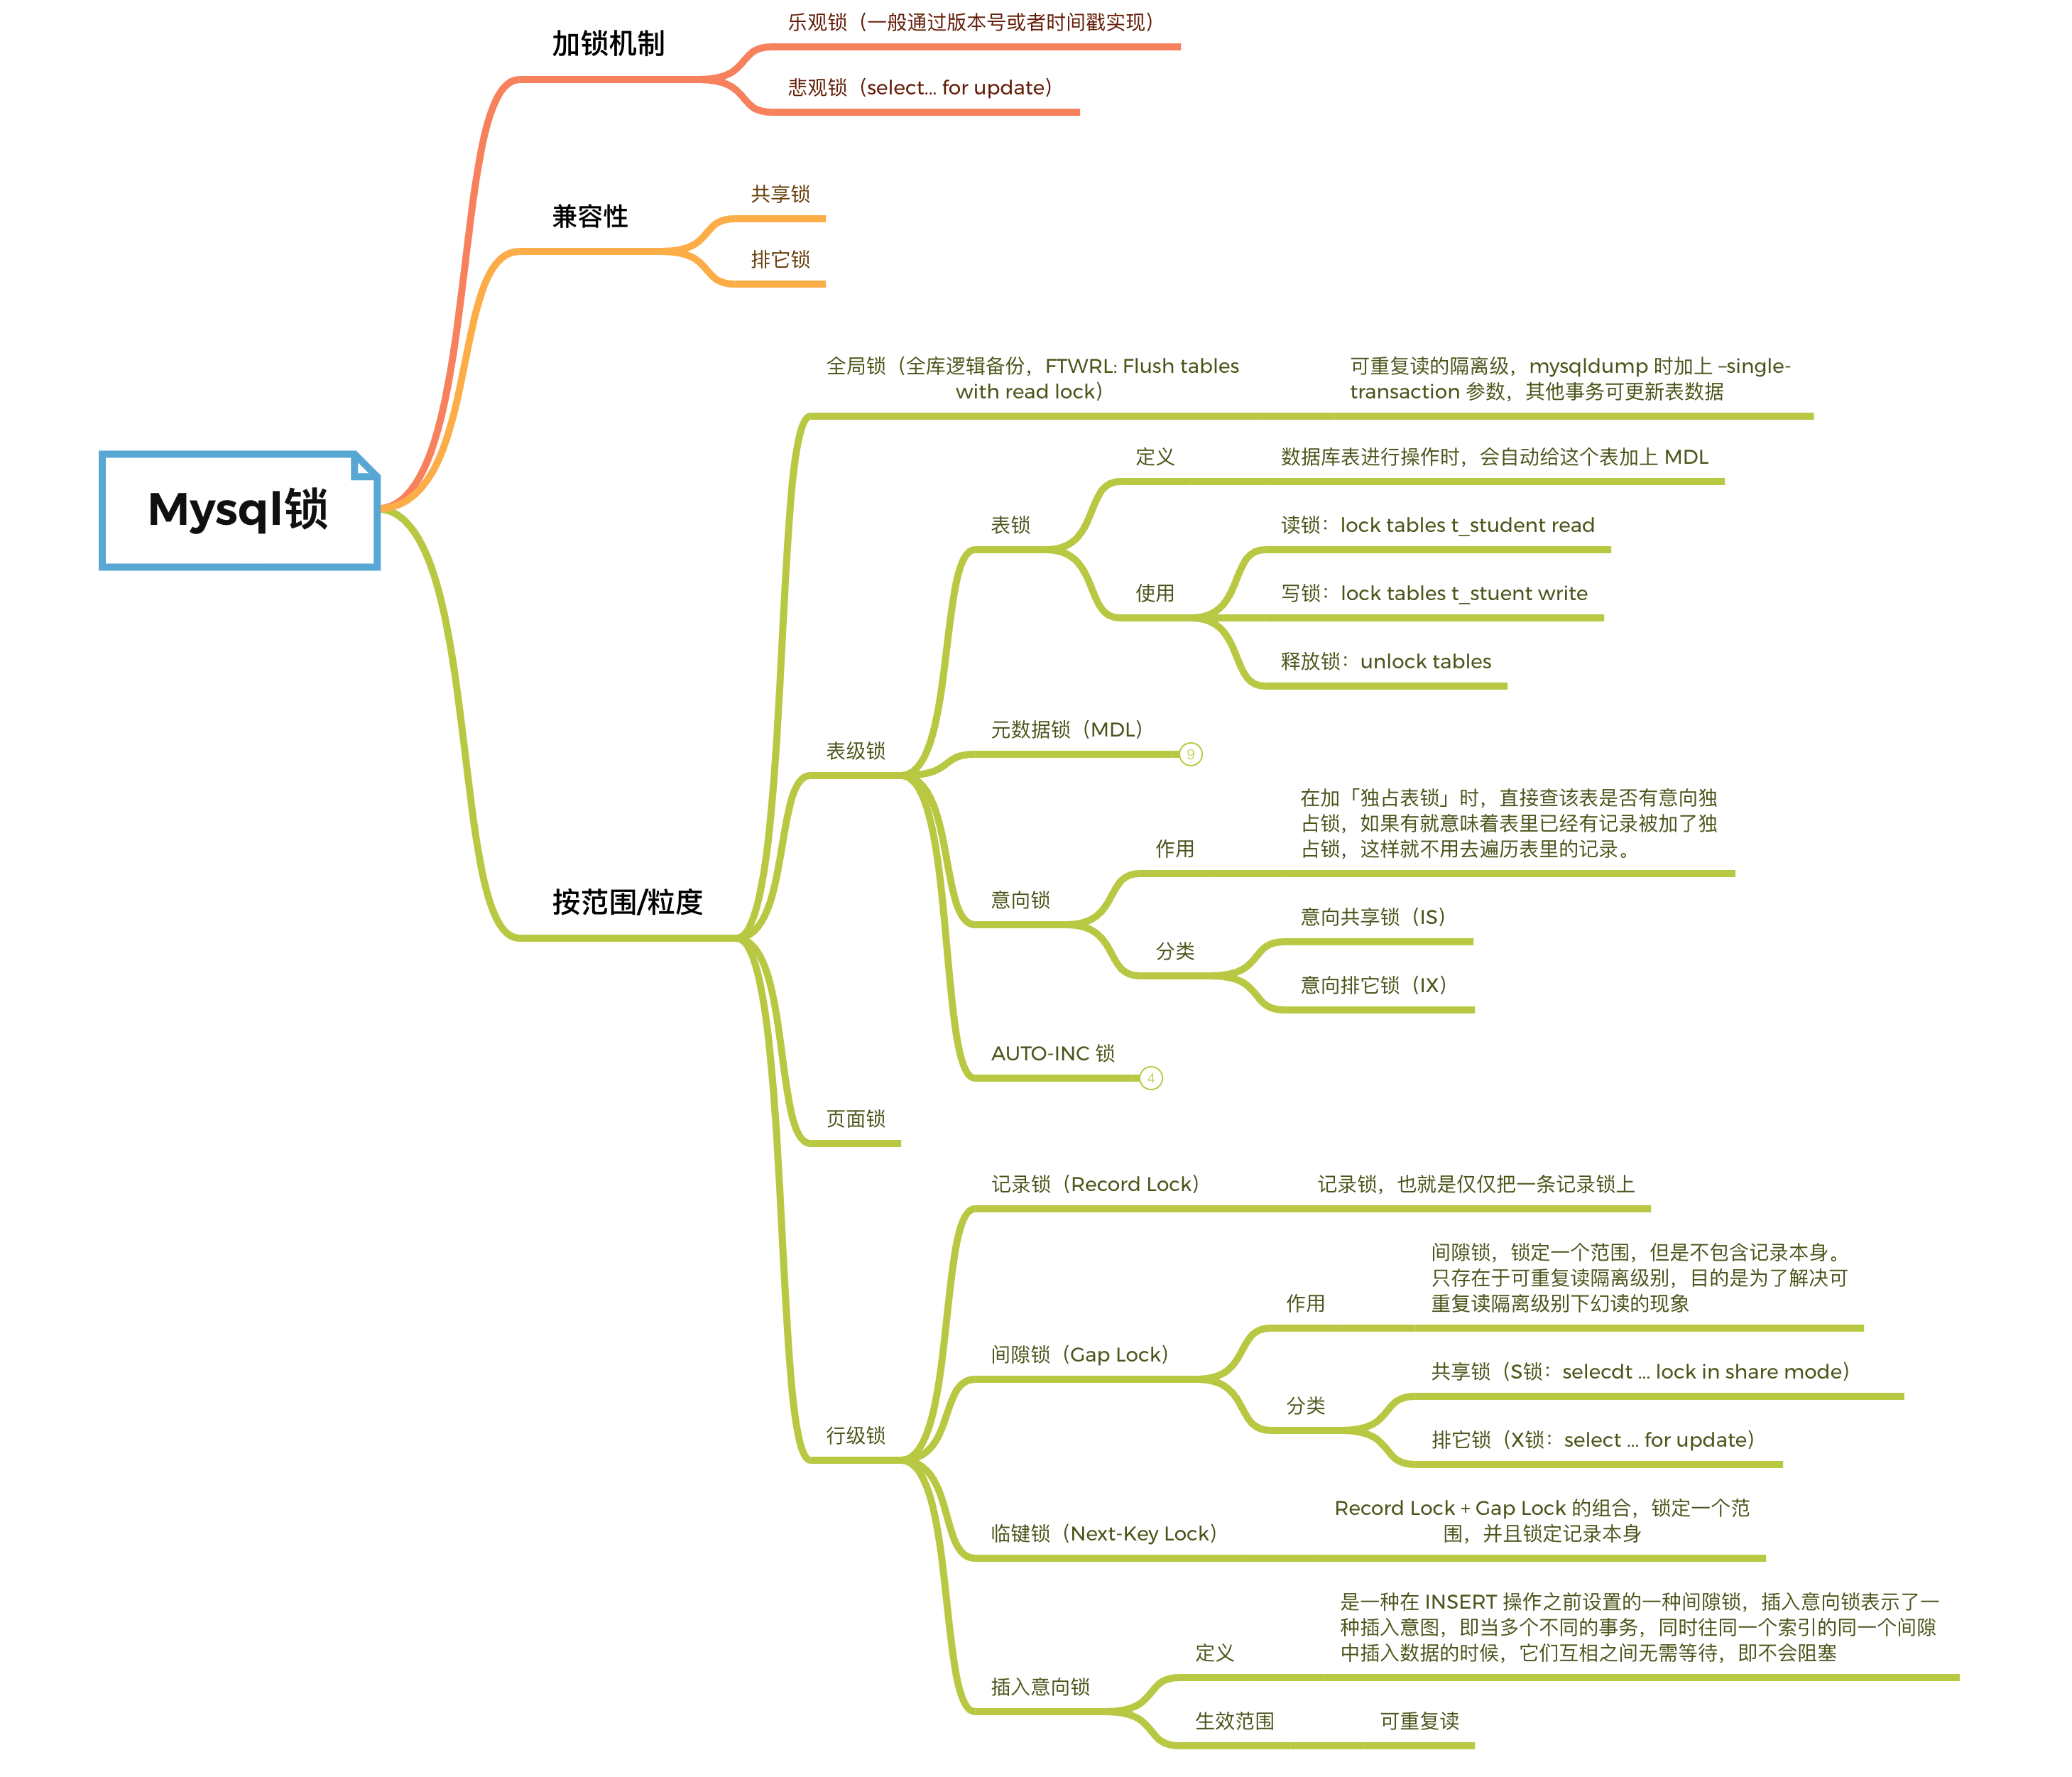 Mysql锁
加锁机制
乐观锁（一般通过版本号或者时间戳实现）
悲观锁（select... for update）
兼容性
共享锁
排它锁
按范围/粒度
全局锁（全库逻辑备份，FTWRL: Flush tables
with read lock）
可重复读的隔离级，mysqldump 时加上 –single-
transaction 参数，其他事务可更新表数据
表级锁
表锁
定义
数据库表进行操作时，会自动给这个表加上 MDL
使用
读锁：lock tables t_student read
写锁：lock tables t_stuent write
释放锁：unlock tables
元数据锁（MDL）
9
意向锁
作用
在加「独占表锁」时，直接查该表是否有意向独
占锁，如果有就意味着表里已经有记录被加了独
占锁，这样就不用去遍历表里的记录。
分类
意向共享锁（IS）
意向排它锁（IX）
AUTO-INC 锁
4
页面锁
行级锁
记录锁（Record Lock）
记录锁，也就是仅仅把一条记录锁上
间隙锁（Gap Lock）
作用
间隙锁，锁定一个范围，但是不包含记录本身。
只存在于可重复读隔离级别，目的是为了解决可
重复读隔离级别下幻读的现象
分类
共享锁（S锁：selecdt ... lock in share mode）
排它锁（X锁：select ... for update）
临键锁（Next-Key Lock）
Record Lock + Gap Lock 的组合，锁定一个范
围，并且锁定记录本身
插入意向锁
定义
是一种在 INSERT 操作之前设置的一种间隙锁，插入意向锁表示了一
种插入意图，即当多个不同的事务，同时往同一个索引的同一个间隙
中插入数据的时候，它们互相之间无需等待，即不会阻塞
生效范围
可重复读